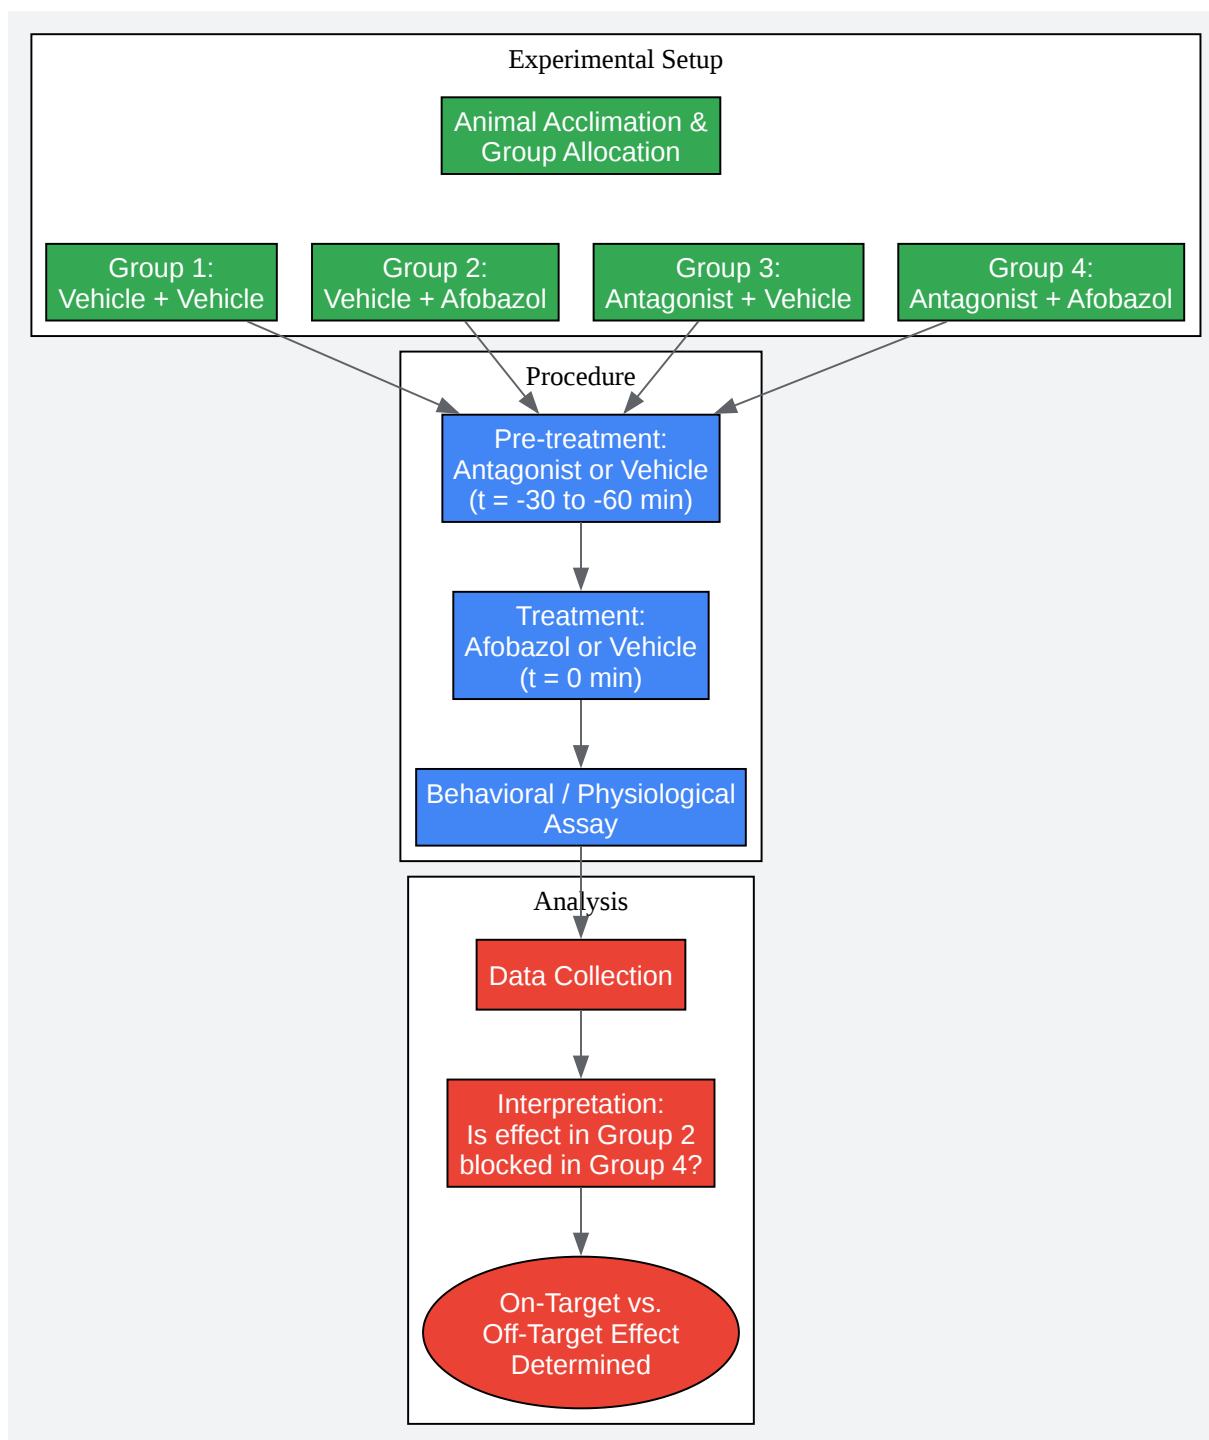 Experimental Setup
Animal Acclimation &
Group Allocation
Group 1:
Vehicle + Vehicle
Group 2:
Vehicle + Afobazol
Group 3:
Antagonist + Vehicle
Group 4:
Antagonist + Afobazol
Procedure
Pre-treatment:
Antagonist or Vehicle
(t = -30 to -60 min)
Treatment:
Afobazol or Vehicle
(t = 0 min)
Behavioral / Physiological
Assay
Analysis
Data Collection
Interpretation:
Is effect in Group 2
blocked in Group 4?
On-Target vs.
Off-Target Effect
Determined